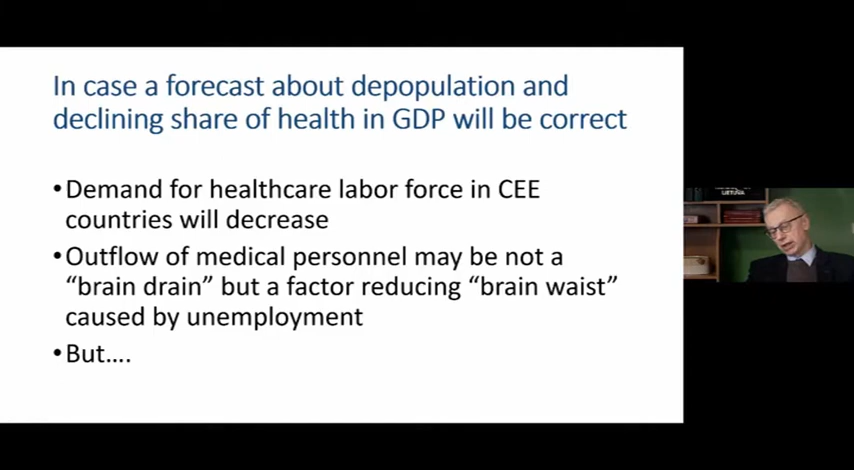 In case a forecast about depopulation and
declining share of health in GDP will be correct
•Demand for healthcare labor force in CEE
countries will decrease
•Outflow of medical personnel may be not a
“brain drain” but a factor reducing “brain waist”
caused by unemployment
•But....
LIETUVA